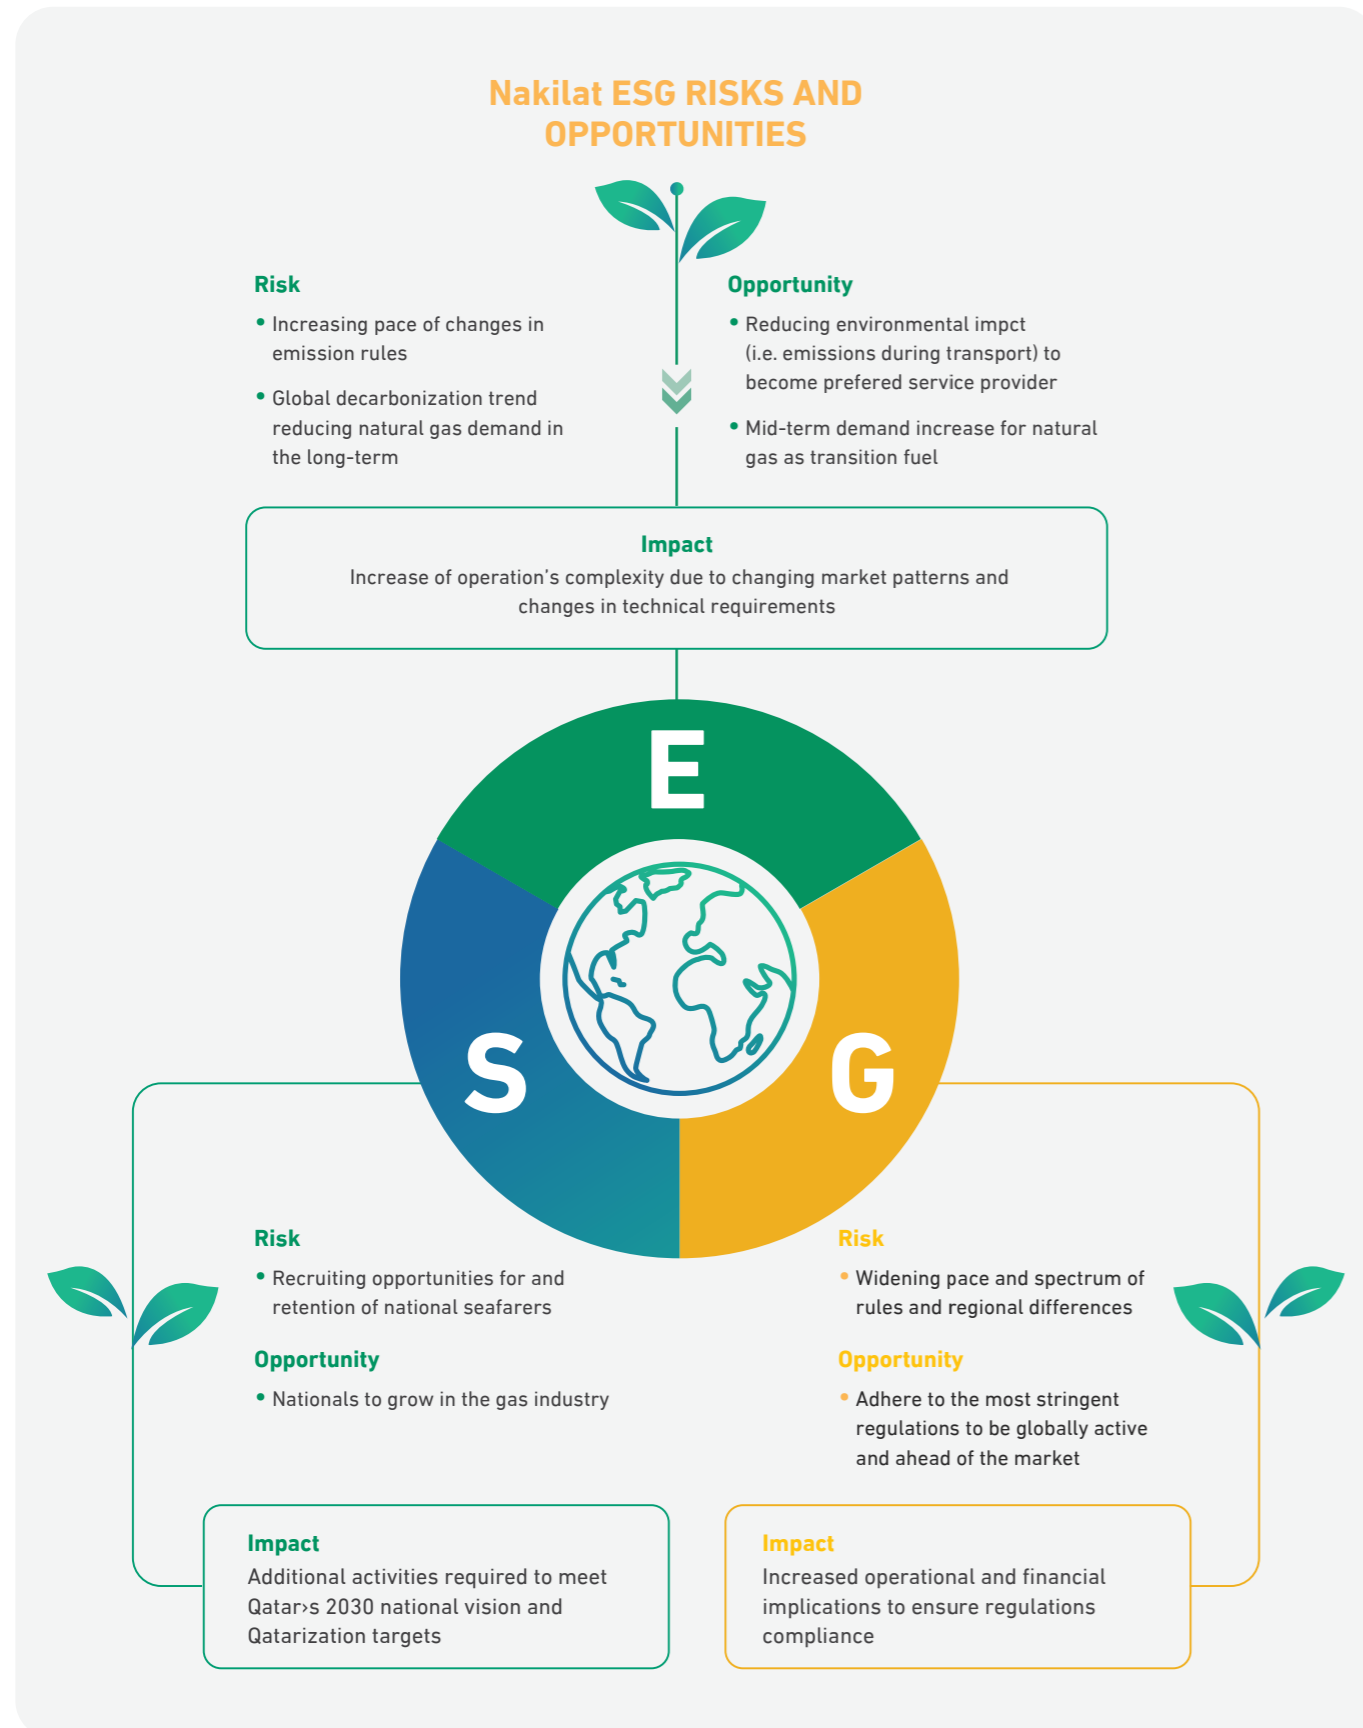 Nakilat ESG RISKS AND
OPPORTUNITIES
Risk
• Increasing pace of changes in
emission rules
• Global decarbonization trend
reducing natural gas demand in
the long-term
Opportunity
• Reducing environmental impct
(i.e. emissions during transport) to
become prefered service provider
• Mid-term demand increase for natural
gas as transition fuel
Impact
Increase of operation's complexity due to changing market patterns and
changes in technical requirements
E
S
G
Risk
• Recruiting opportunities for and
retention of national seafarers
Opportunity
• Nationals to grow in the gas industry
Impact
Additional activities required to meet
Qatar›s 2030 national vision and
Qatarization targets
Risk
• Widening pace and spectrum of
rules and regional differences
Opportunity
• Adhere to the most stringent
regulations to be globally active
and ahead of the market
Impact
Increased operational and financial
implications to ensure regulations
compliance